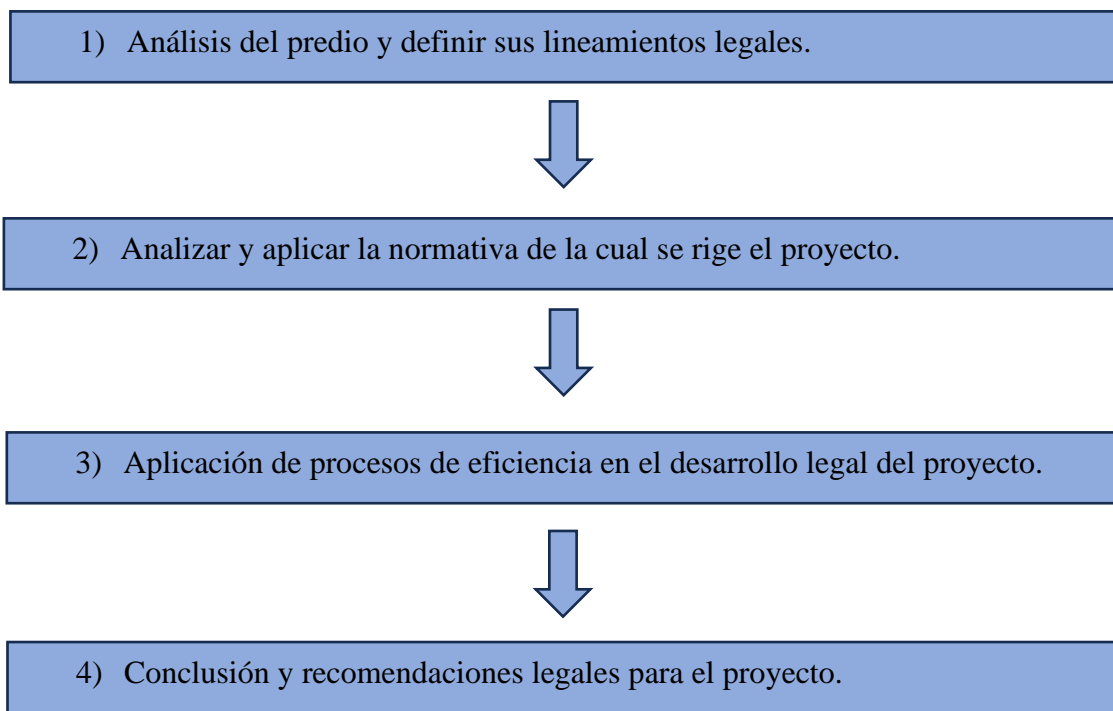 1) Análisis del predio y definir sus lineamientos legales.
2) Analizar y aplicar la normativa de la cual se rige el proyecto.
3) Aplicación de procesos de eficiencia en el desarrollo legal del proyecto.
4) Conclusión y recomendaciones legales para el proyecto.